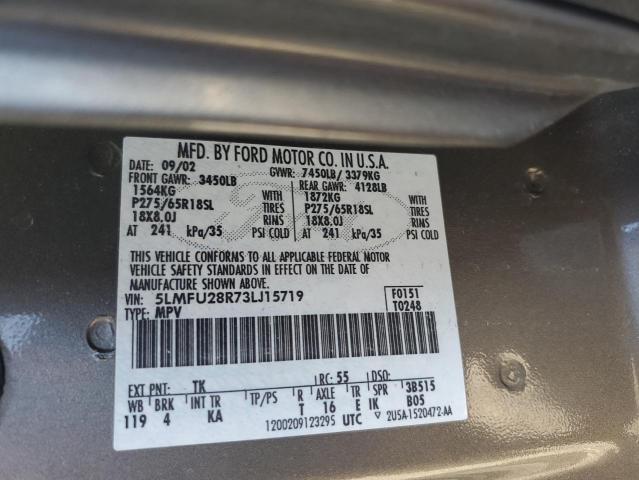 MFD. BY FORD MOTOR CO. IN U.S.A.
DATE: 09/02 GVWR: 7450LB/ 3379KG
FRONT GAWR: 3450LB REAR GAWR: 4128LB
1564KG WITH 1872KG WITH
P275/65R18SL TIRES P275/65R18SL TIRES
18X8.0J RIMS 18X8.0J RIMS
AT 241 kPa/35 PSI COLD AT 241 kPa/35 PSI COLD
THIS VEHICLE CONFORMS TO ALL APPLICABLE FEDERAL MOTOR
VEHICLE SAFETY STANDARDS IN EFFECT ON THE DATE OF
MANUFACTURE SHOWN ABOVE.
VIN: 5LMFU28R73LJ15719 F0151
TYPE: MPV T0248
EXT PNT: TK RC: 55 DSO:
WB BRK INT TR TP/PS R AXLE TR SPR 3B515
119 4 KA T 16 E IK B05
120020912329S UTC ▽ 2U5A-1520472-AA